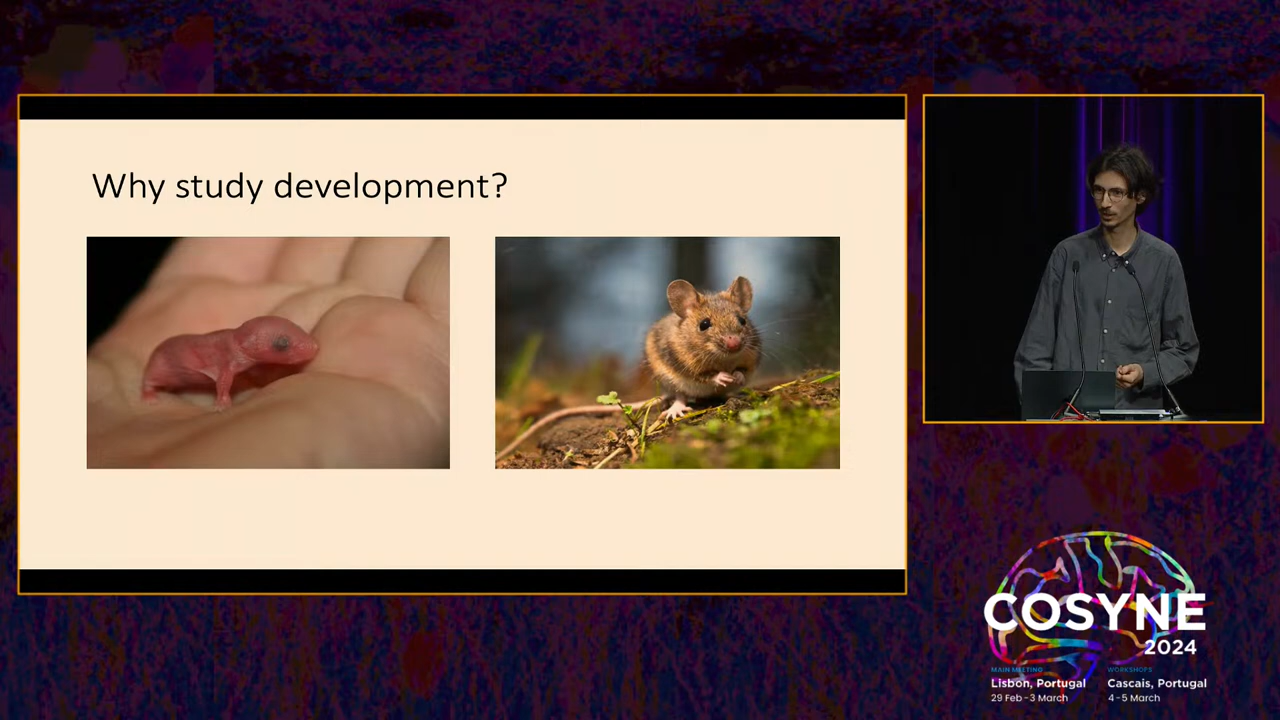 Why study development?
COSYNE
2024
MAIN MEETING
Lisbon, Portugal
29 Feb - 3 March
WORKSHOPS
Cascais, Portugal
4 - 5 March